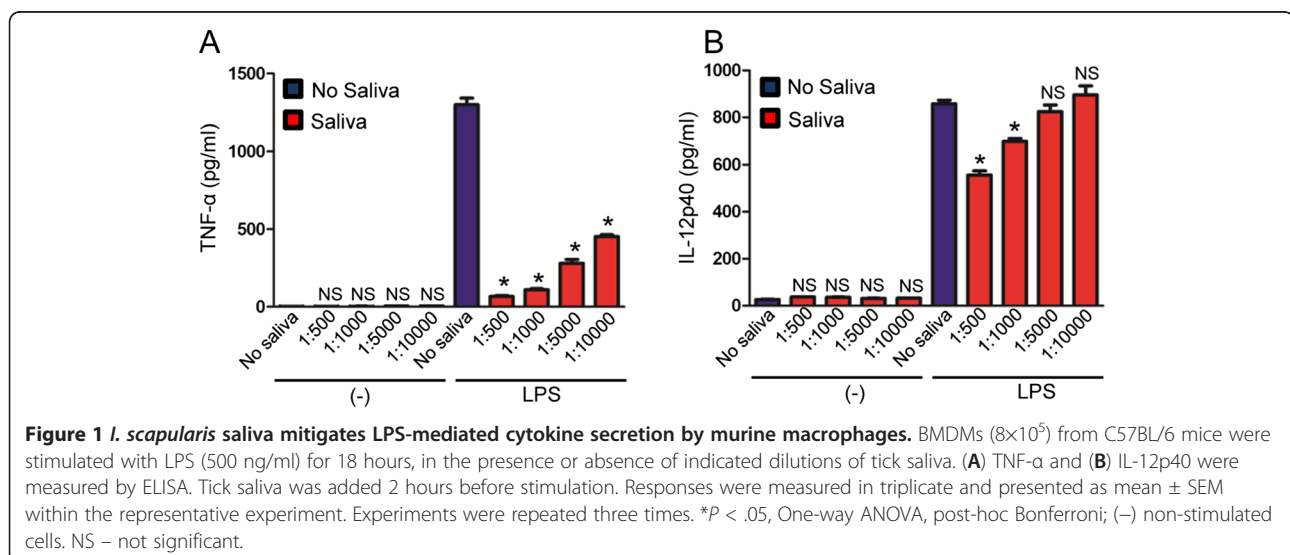 A
1500
1000
500
0
TNF-α (pg/ml)
No Saliva
Saliva
NS NS NS NS
* * * *
No saliva 1:500 1:1000 1:5000 1:10000 No saliva 1:500 1:1000 1:5000 1:10000
(-) LPS
B
1000
800
600
400
200
0
IL-12p40 (pg/ml)
No Saliva
Saliva
NS NS NS NS
* * NS NS
No saliva 1:500 1:1000 1:5000 1:10000 No saliva 1:500 1:1000 1:5000 1:10000
(-) LPS
Figure 1 I. scapularis saliva mitigates LPS-mediated cytokine secretion by murine macrophages. BMDMs (8×10⁵) from C57BL/6 mice were
stimulated with LPS (500 ng/ml) for 18 hours, in the presence or absence of indicated dilutions of tick saliva. (A) TNF-α and (B) IL-12p40 were
measured by ELISA. Tick saliva was added 2 hours before stimulation. Responses were measured in triplicate and presented as mean ± SEM
within the representative experiment. Experiments were repeated three times. *P < .05, One-way ANOVA, post-hoc Bonferroni; (−) non-stimulated
cells. NS – not significant.